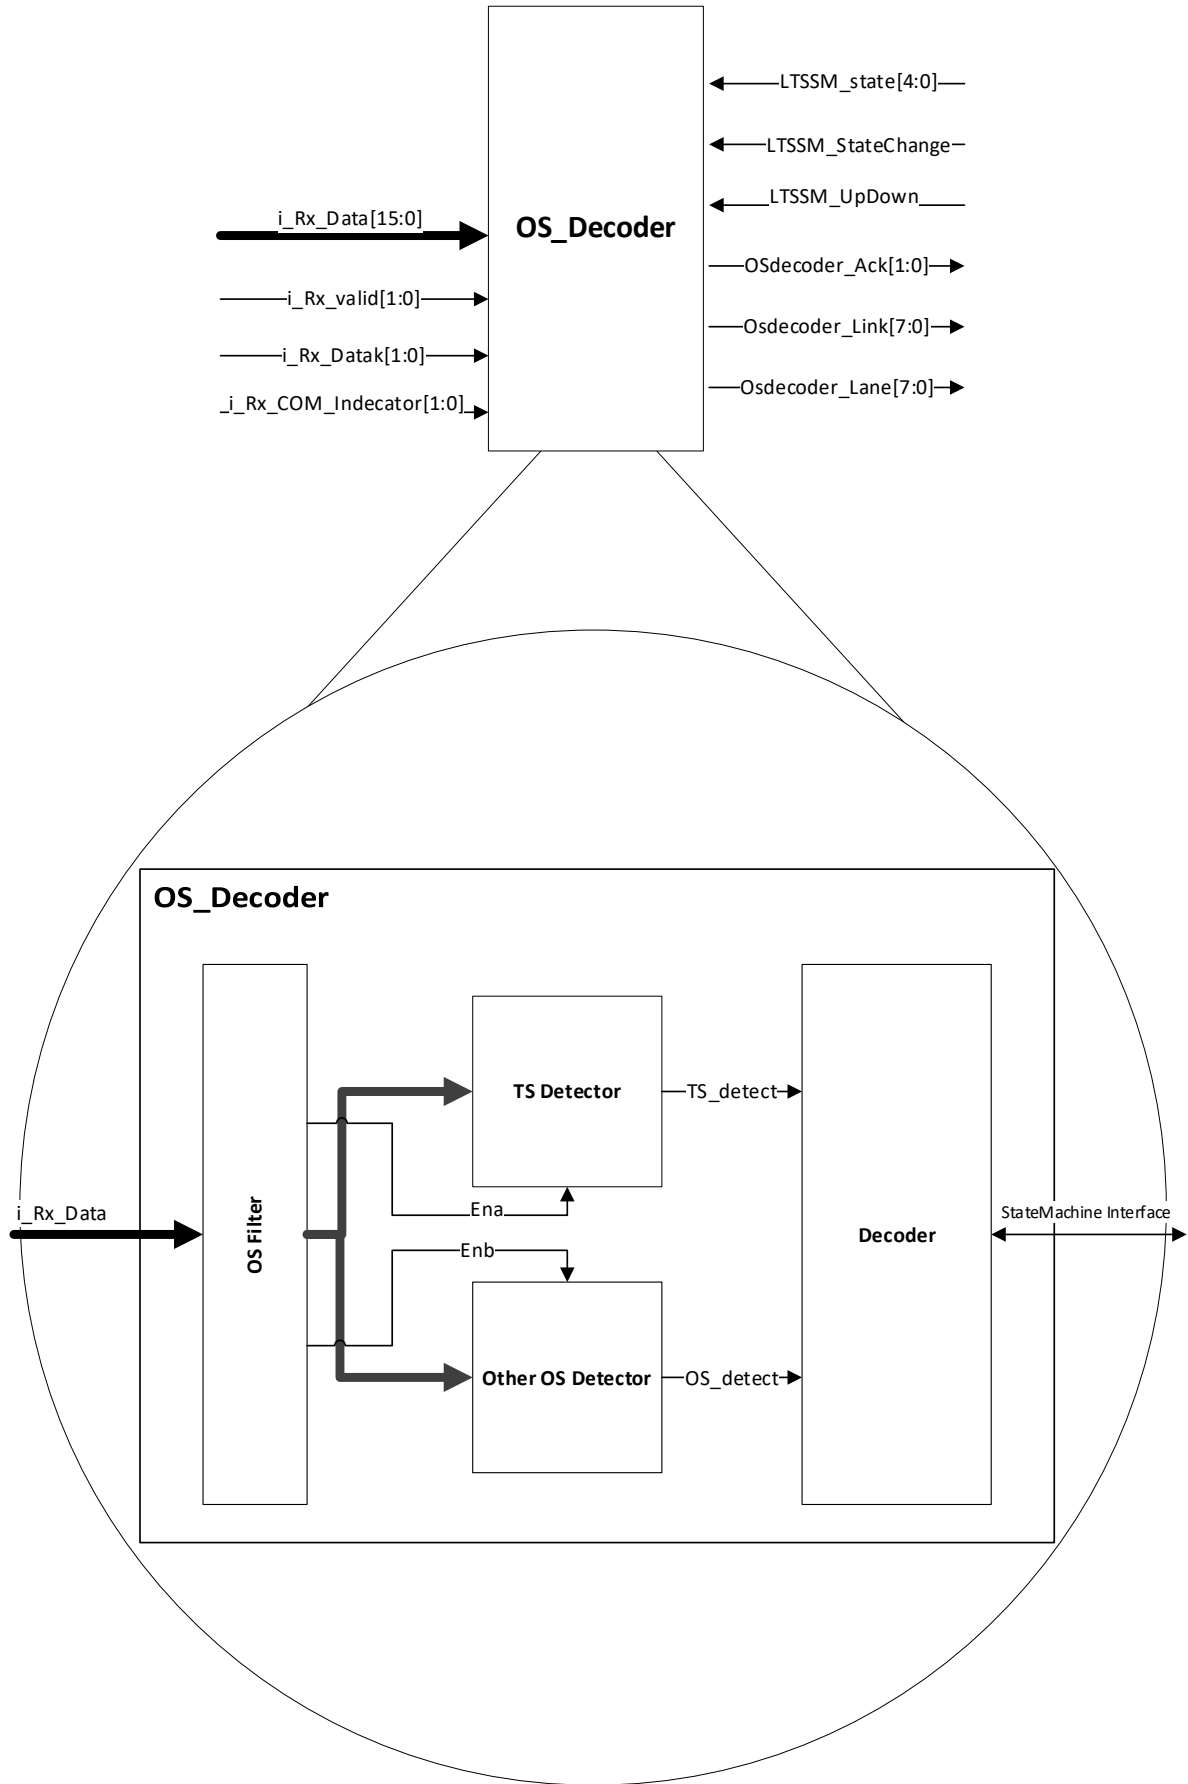 LTSSM_state[4:0]
LTSSM_StateChange
LTSSM_UpDown
i_Rx_Data[15:0]
OS_Decoder
OSdecoder_Ack[1:0]
i_Rx_valid[1:0]
Osdecoder_Link[7:0]
i_Rx_Datak[1:0]
Osdecoder_Lane[7:0]
_i_Rx_COM_Indecator[1:0]
OS_Decoder
TS Detector
TS_detect
i_Rx_Data
Ena
StateMachine Interface
OS Filter
Decoder
Enb
Other OS Detector
OS_detect